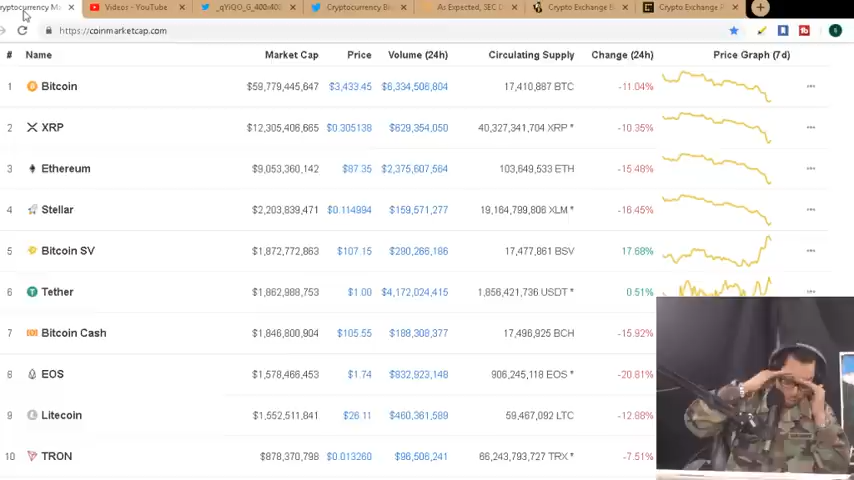 ryptocurrency Ma × Videos - YouTube × _qYIQO_G_400x40 × Cryptocurrency Bi × As Expected, SEC D × Crypto Exchange B × Crypto Exchange F ×
https://coinmarketcap.com
# Name Market Cap Price Volume (24h) Circulating Supply Change (24h) Price Graph (7d)
1 Bitcoin $59,779,445,647 $3,433.45 $6,334,506,804 17,410,887 BTC -11.04%
2 XRP $12,305,406,665 $0.305138 $629,354,050 40,327,341,704 XRP * -10.35%
3 Ethereum $9,053,360,142 $87.35 $2,375,607,564 103,649,533 ETH -15.48%
4 Stellar $2,203,839,471 $0.114994 $159,571,277 19,164,799,806 XLM * -16.45%
5 Bitcoin SV $1,872,772,863 $107.15 $280,266,186 17,477,861 BSV 17.68%
6 Tether $1,862,988,753 $1.00 $4,172,024,415 1,856,421,736 USDT * 0.51%
7 Bitcoin Cash $1,846,800,904 $105.55 $188,308,377 17,496,925 BCH -15.92%
8 EOS $1,578,466,453 $1.74 $832,923,148 906,245,118 EOS * -20.81%
9 Litecoin $1,552,511,841 $26.11 $460,361,589 59,467,092 LTC -12.88%
10 TRON $878,370,798 $0.013260 $98,506,241 66,243,793,727 TRX * -7.51%